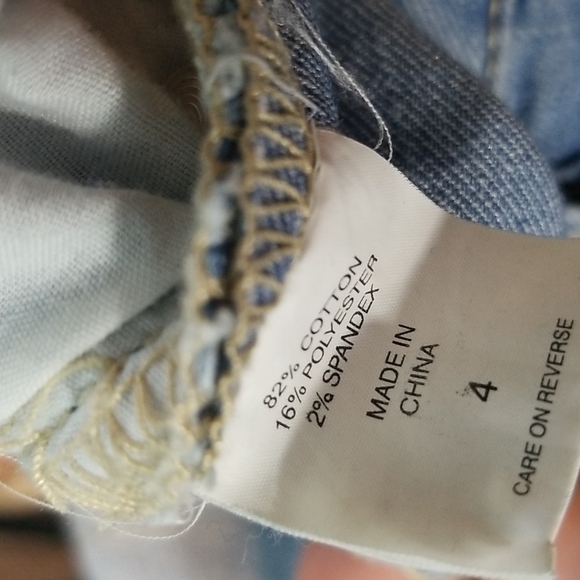 82% COTTON
16% POLYESTER
2% SPANDEX
MADE IN
CHINA
4
CARE ON REVERSE